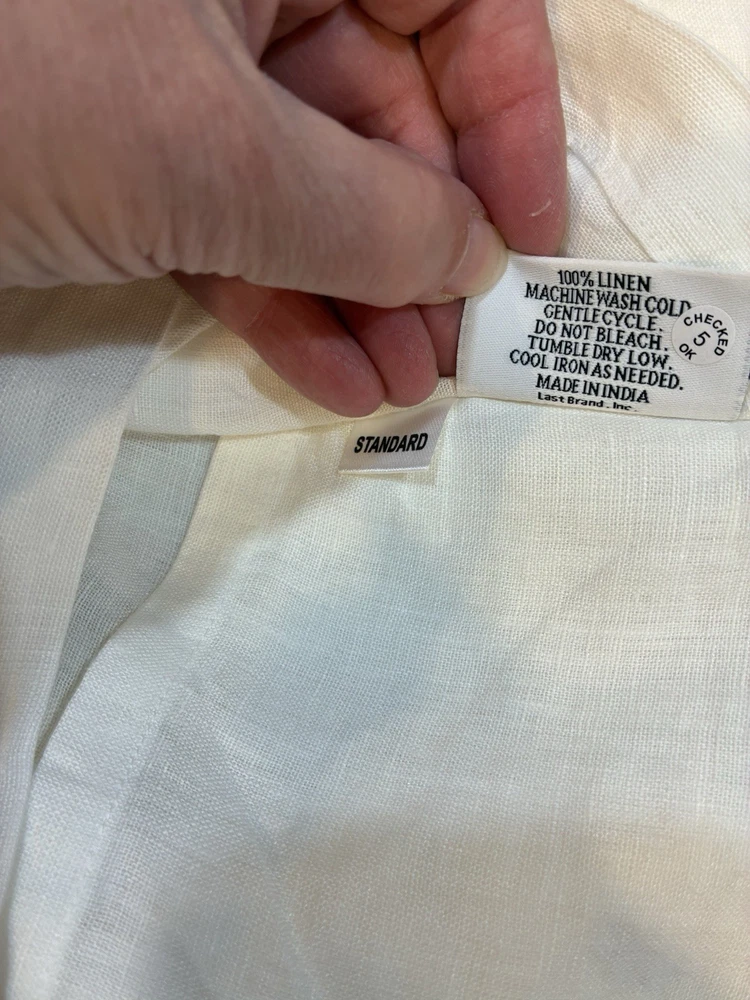 100% LINEN
MACHINE WASH COLD
GENTLE CYCLE.
DO NOT BLEACH.
TUMBLE DRY LOW.
COOL IRON AS NEEDED.
MADE IN INDIA
Last Brand, Inc.
CHECKED
5
OK
STANDARD